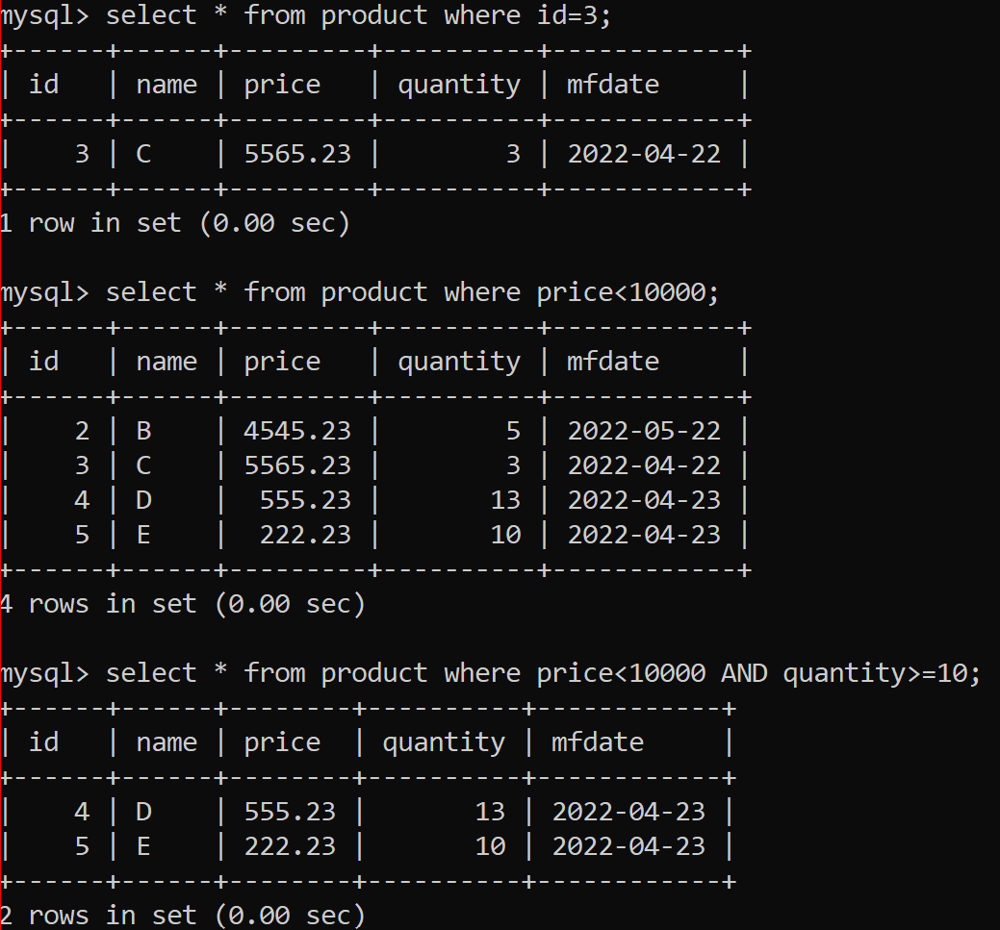 mysql> select * from product where id=3;
+------+------+---------+----------+------------+
| id   | name | price   | quantity | mfdate     |
+------+------+---------+----------+------------+
|    3 | C    | 5565.23 |        3 | 2022-04-22 |
+------+------+---------+----------+------------+
1 row in set (0.00 sec)

mysql> select * from product where price<10000;
+------+------+---------+----------+------------+
| id   | name | price   | quantity | mfdate     |
+------+------+---------+----------+------------+
|    2 | B    | 4545.23 |        5 | 2022-05-22 |
|    3 | C    | 5565.23 |        3 | 2022-04-22 |
|    4 | D    |  555.23 |       13 | 2022-04-23 |
|    5 | E    |  222.23 |       10 | 2022-04-23 |
+------+------+---------+----------+------------+
4 rows in set (0.00 sec)

mysql> select * from product where price<10000 AND quantity>=10;
+------+------+--------+----------+------------+
| id   | name | price  | quantity | mfdate     |
+------+------+--------+----------+------------+
|    4 | D    | 555.23 |       13 | 2022-04-23 |
|    5 | E    | 222.23 |       10 | 2022-04-23 |
+------+------+--------+----------+------------+
2 rows in set (0.00 sec)